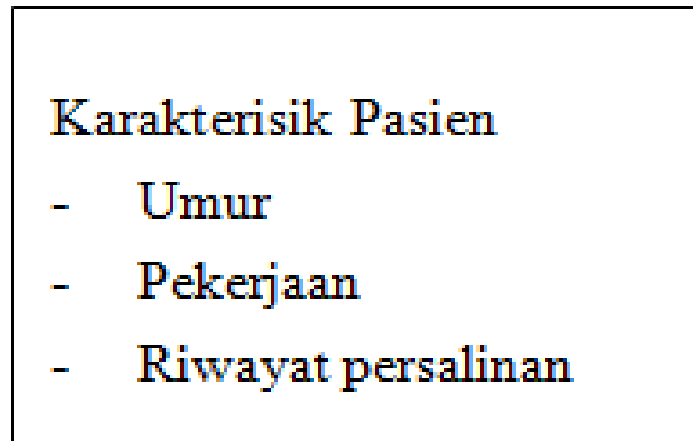 Karakterisik Pasien
- Umur
- Pekerjaan
- Riwayat persalinan